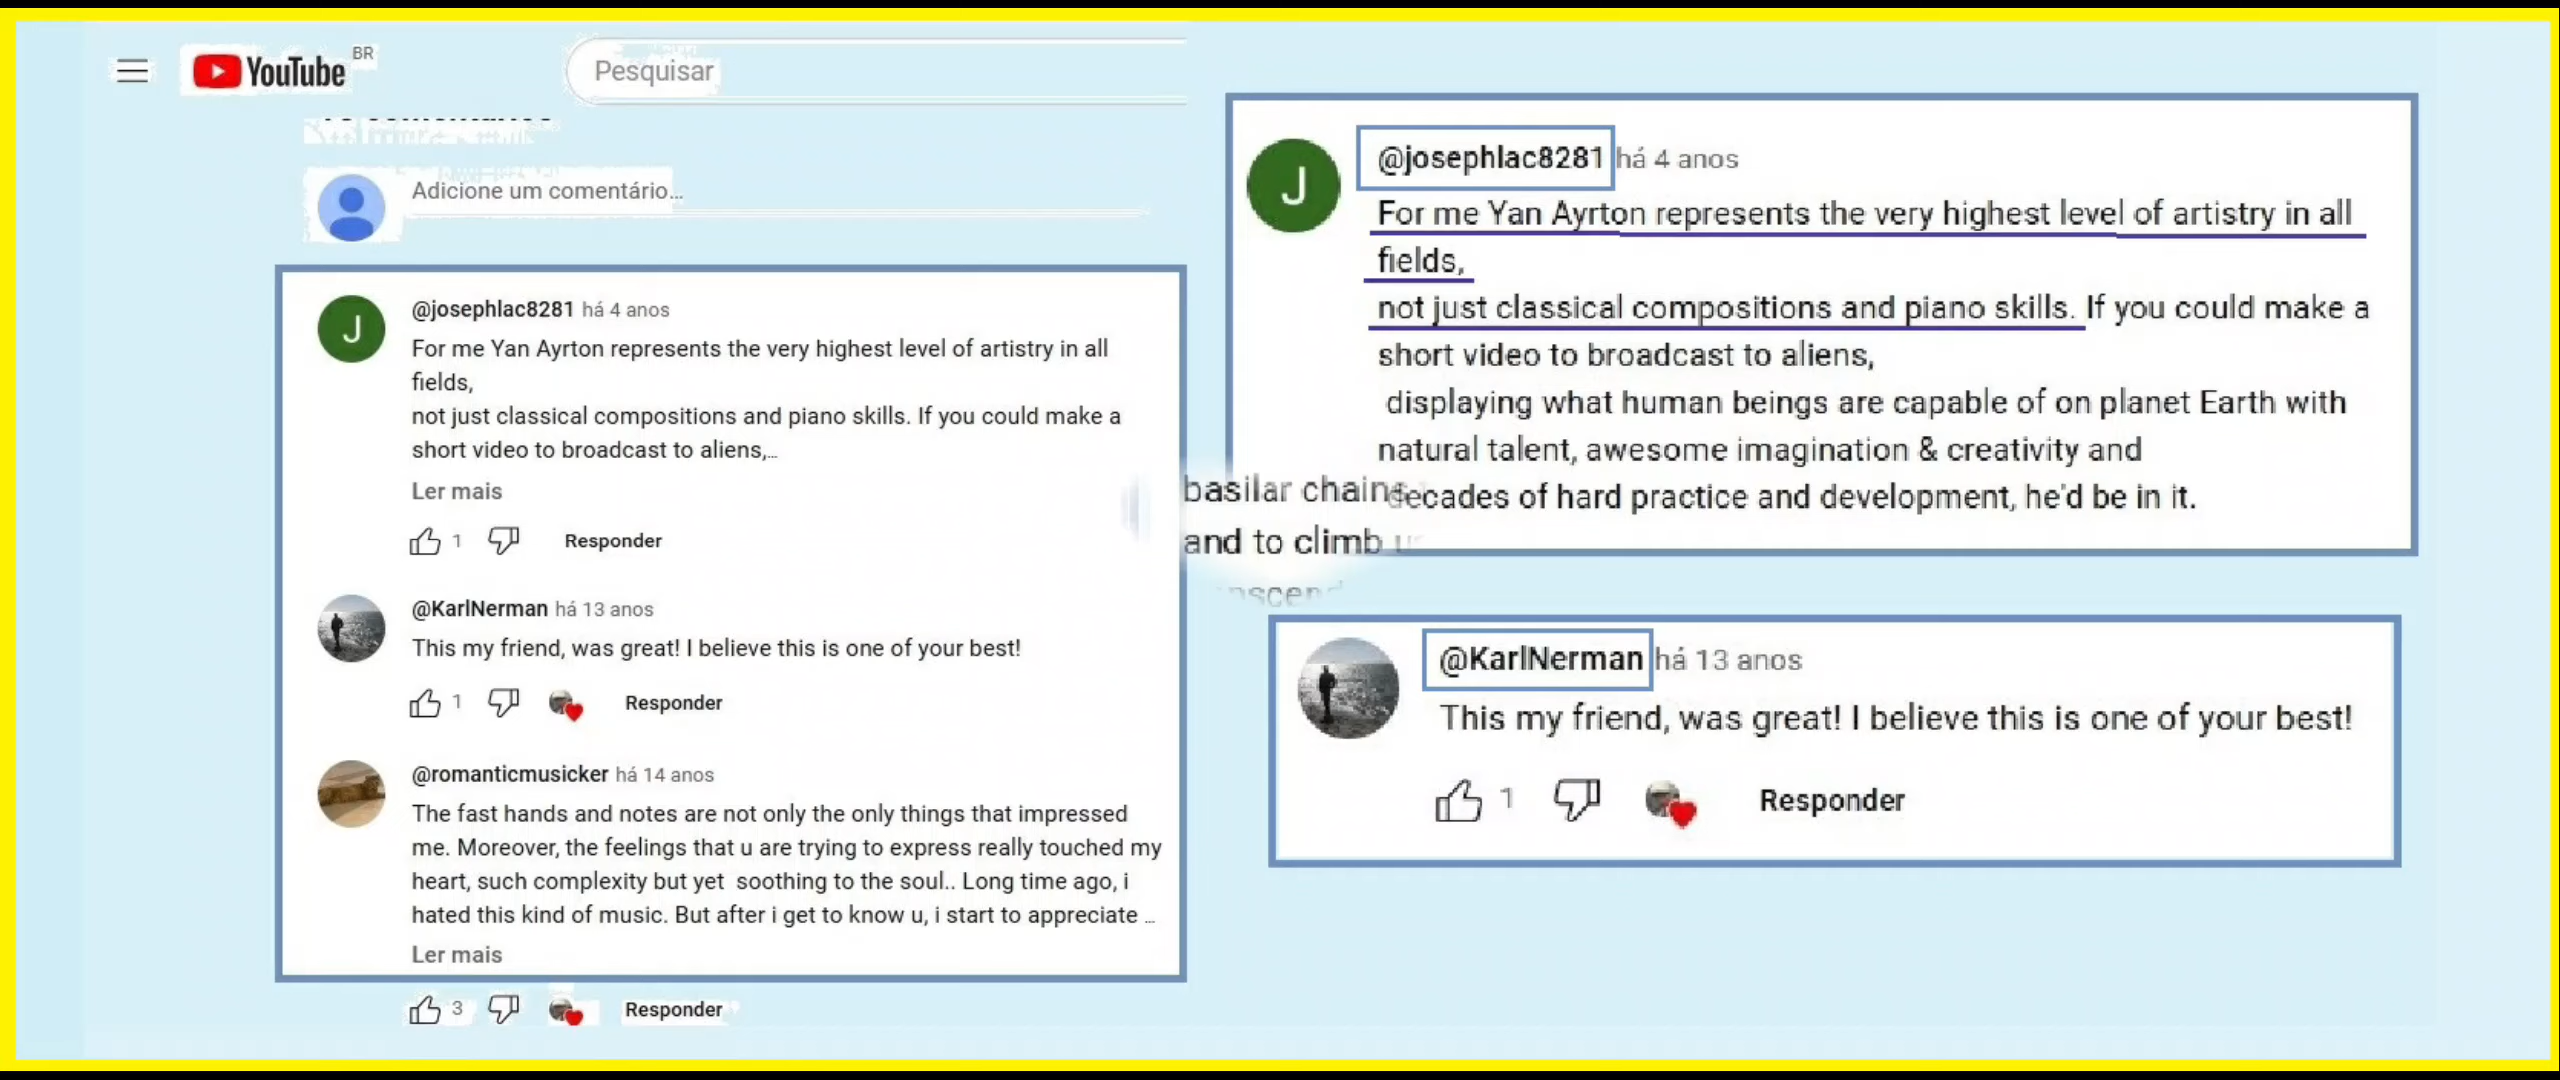 YouTube BR
Pesquisar
Adicione um comentário...
@josephlac8281 há 4 anos
For me Yan Ayrton represents the very highest level of artistry in all
fields,
not just classical compositions and piano skills. If you could make a
short video to broadcast to aliens,...
Ler mais
1 Responder
@KarlNerman há 13 anos
This my friend, was great! I believe this is one of your best!
1 Responder
@romanticmusicker há 14 anos
The fast hands and notes are not only the only things that impressed
me. Moreover, the feelings that u are trying to express really touched my
heart, such complexity but yet soothing to the soul.. Long time ago, i
hated this kind of music. But after i get to know u, i start to appreciate ...
Ler mais
3 Responder
@josephlac8281 há 4 anos
For me Yan Ayrton represents the very highest level of artistry in all
fields,
not just classical compositions and piano skills. If you could make a
short video to broadcast to aliens,
displaying what human beings are capable of on planet Earth with
natural talent, awesome imagination & creativity and
decades of hard practice and development, he'd be in it.
basilar chains
and to climb
@KarlNerman há 13 anos
This my friend, was great! I believe this is one of your best!
1 Responder